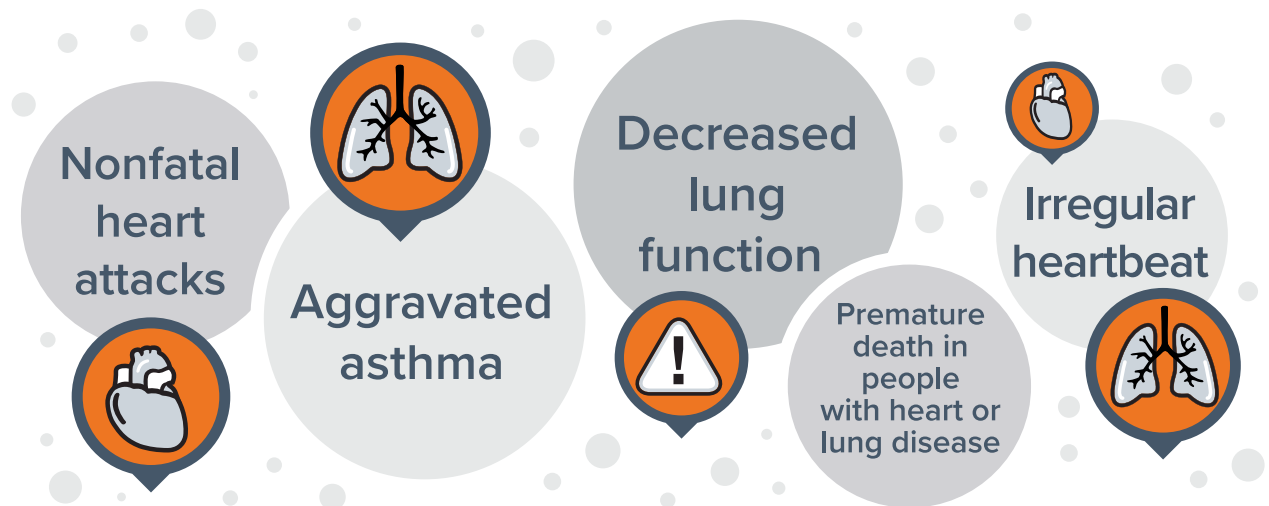 Nonfatal
heart
attacks
Aggravated
asthma
Decreased
lung
function
Premature
death in
people
with heart or
lung disease
Irregular
heartbeat
!